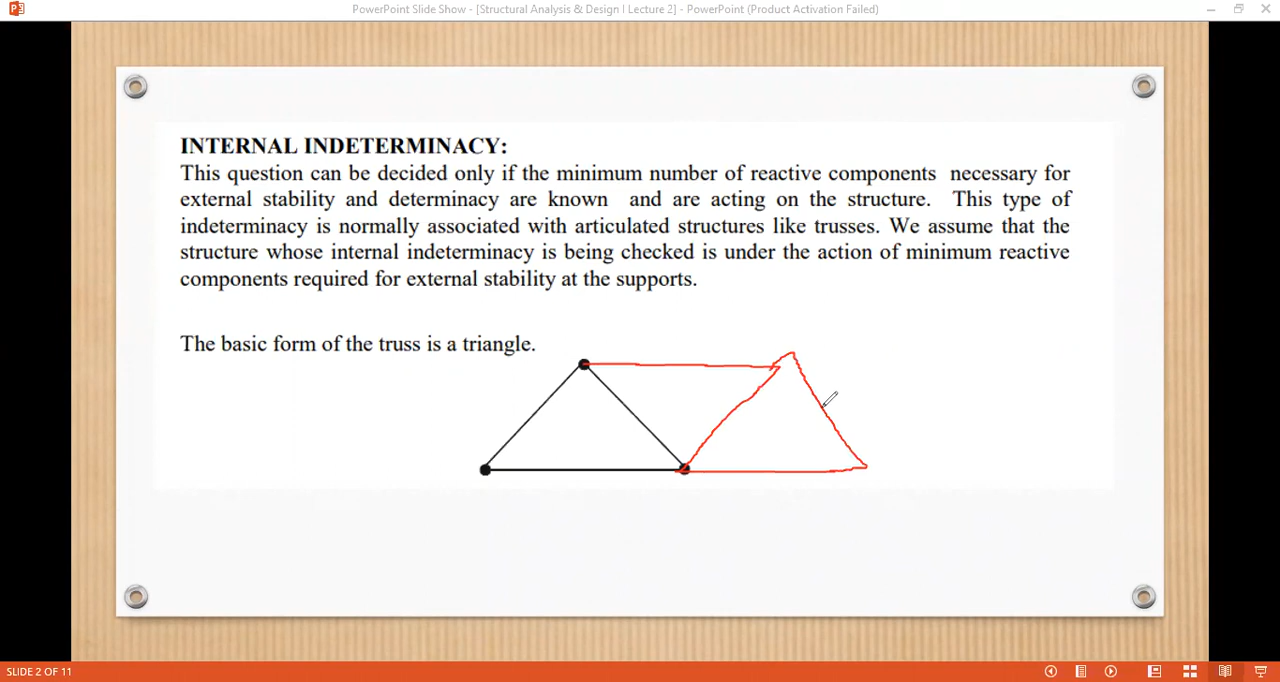 PowerPoint Slide Show - [Structural Analysis & Design I Lecture 2] - PowerPoint (Product Activation Failed)
INTERNAL INDETERMINACY:
This question can be decided only if the minimum number of reactive components necessary for
external stability and determinacy are known and are acting on the structure. This type of
indeterminacy is normally associated with articulated structures like trusses. We assume that the
structure whose internal indeterminacy is being checked is under the action of minimum reactive
components required for external stability at the supports.
The basic form of the truss is a triangle.
SLIDE 2 OF 11